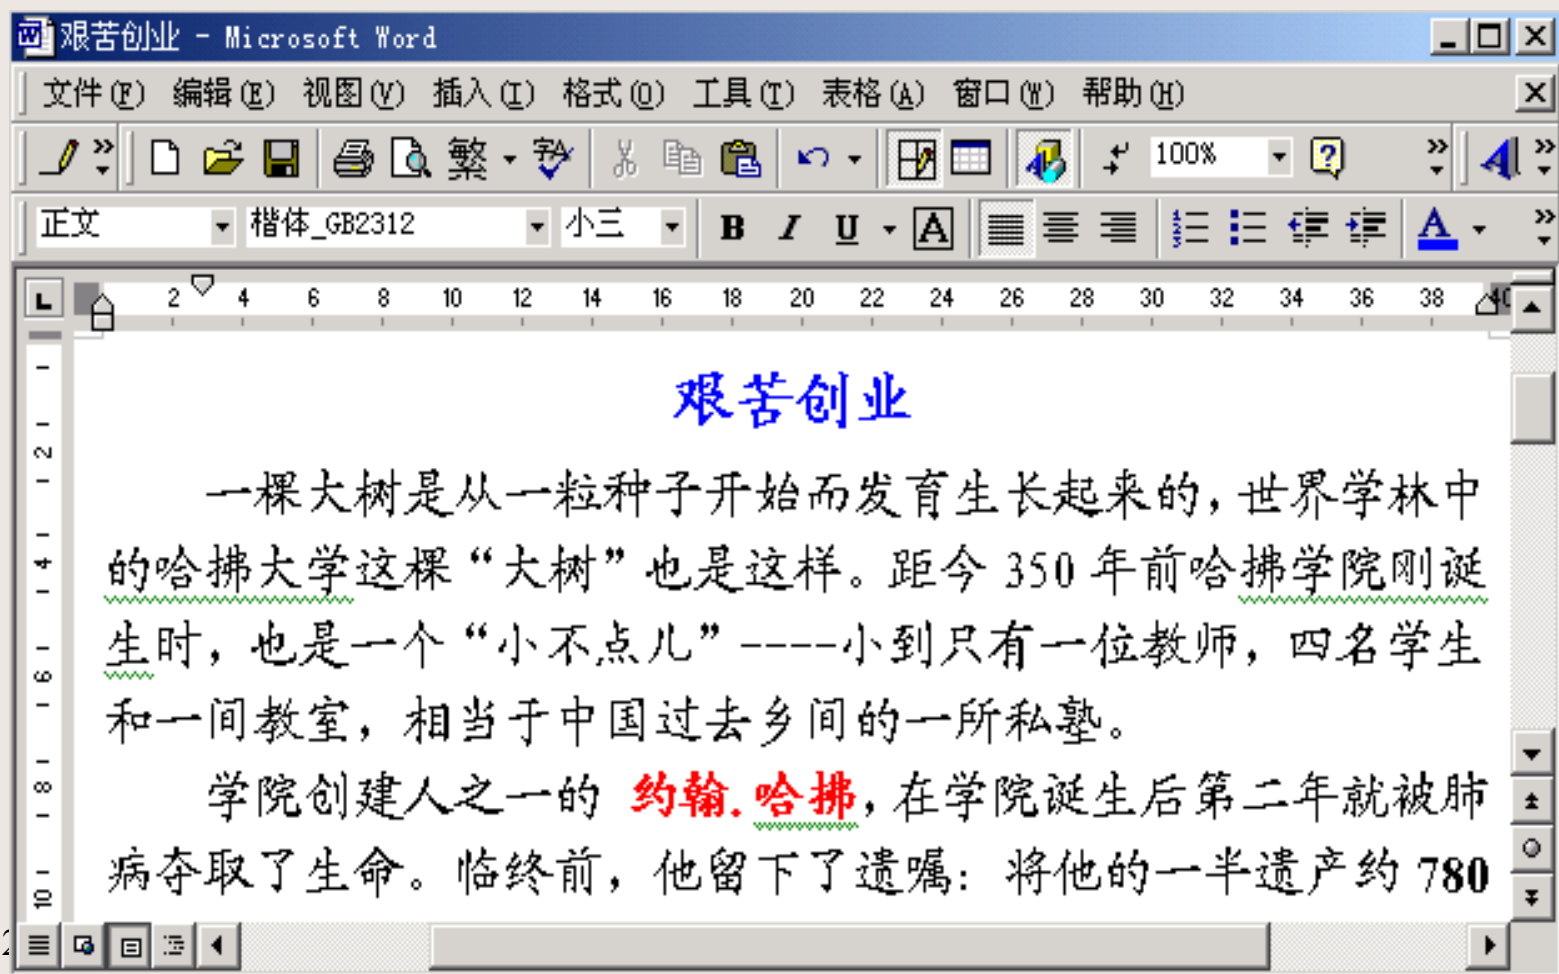 艰苦创业 - Microsoft Word
文件(F) 编辑(E) 视图(V) 插入(I) 格式(O) 工具(T) 表格(A) 窗口(W) 帮助(H)
繁 字A 100% A
正文 楷体_GB2312 小三 B I U A A
2 4 6 8 10 12 14 16 18 20 22 24 26 28 30 32 34 36 38 40
艰苦创业
一棵大树是从一粒种子开始而发育生长起来的，世界学林中
的哈拂大学这棵“大树”也是这样。距今 350 年前哈拂学院刚诞
生时，也是一个“小不点儿”----小到只有一位教师，四名学生
和一间教室，相当于中国过去乡间的一所私塾。
学院创建人之一的 约翰.哈拂，在学院诞生后第二年就被肺
病夺取了生命。临终前，他留下了遗嘱：将他的一半遗产约 780
2
4
6
8
10